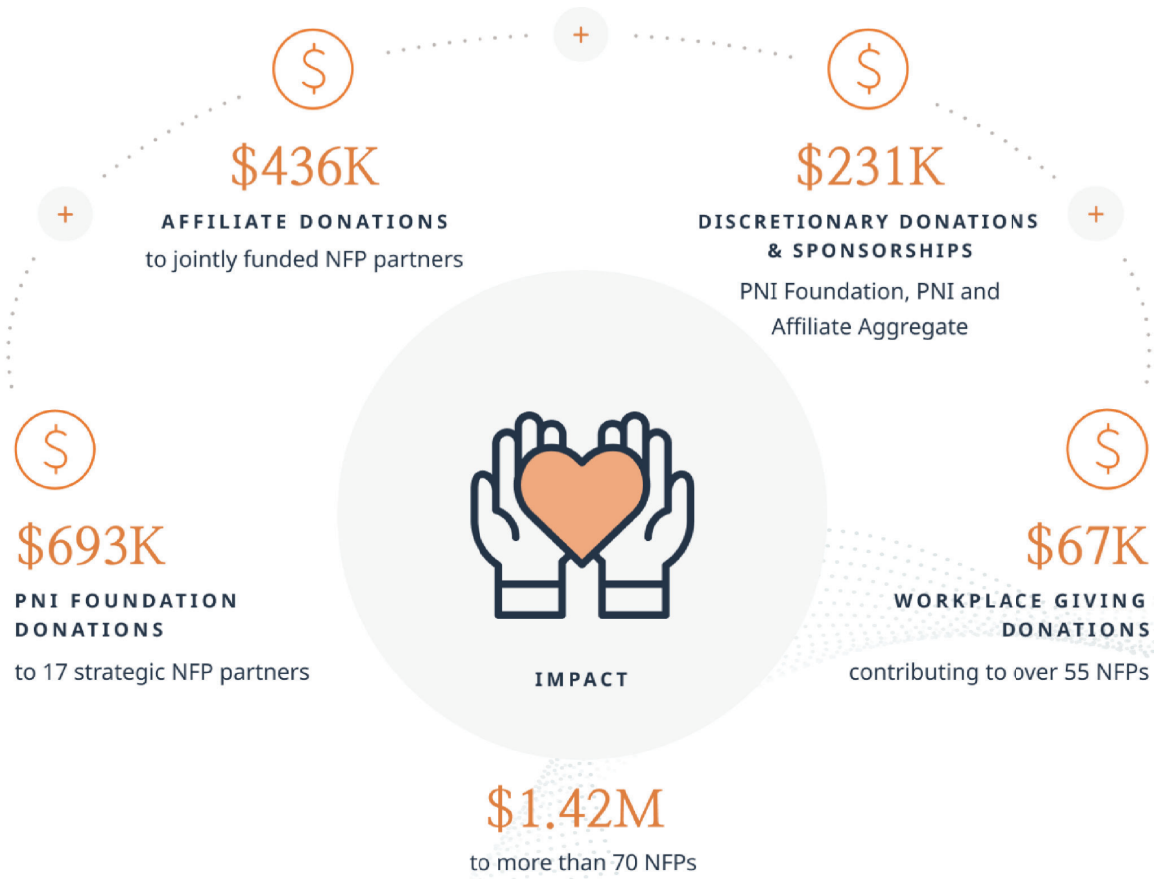 $436K
AFFILIATE DONATIONS
to jointly funded NFP partners
$231K
DISCRETIONARY DONATIONS
& SPONSORSHIPS
PNI Foundation, PNI and
Affiliate Aggregate
$693K
PNI FOUNDATION
DONATIONS
to 17 strategic NFP partners
$67K
WORKPLACE GIVING
DONATIONS
contributing to over 55 NFPs
IMPACT
$1.42M
to more than 70 NFPs